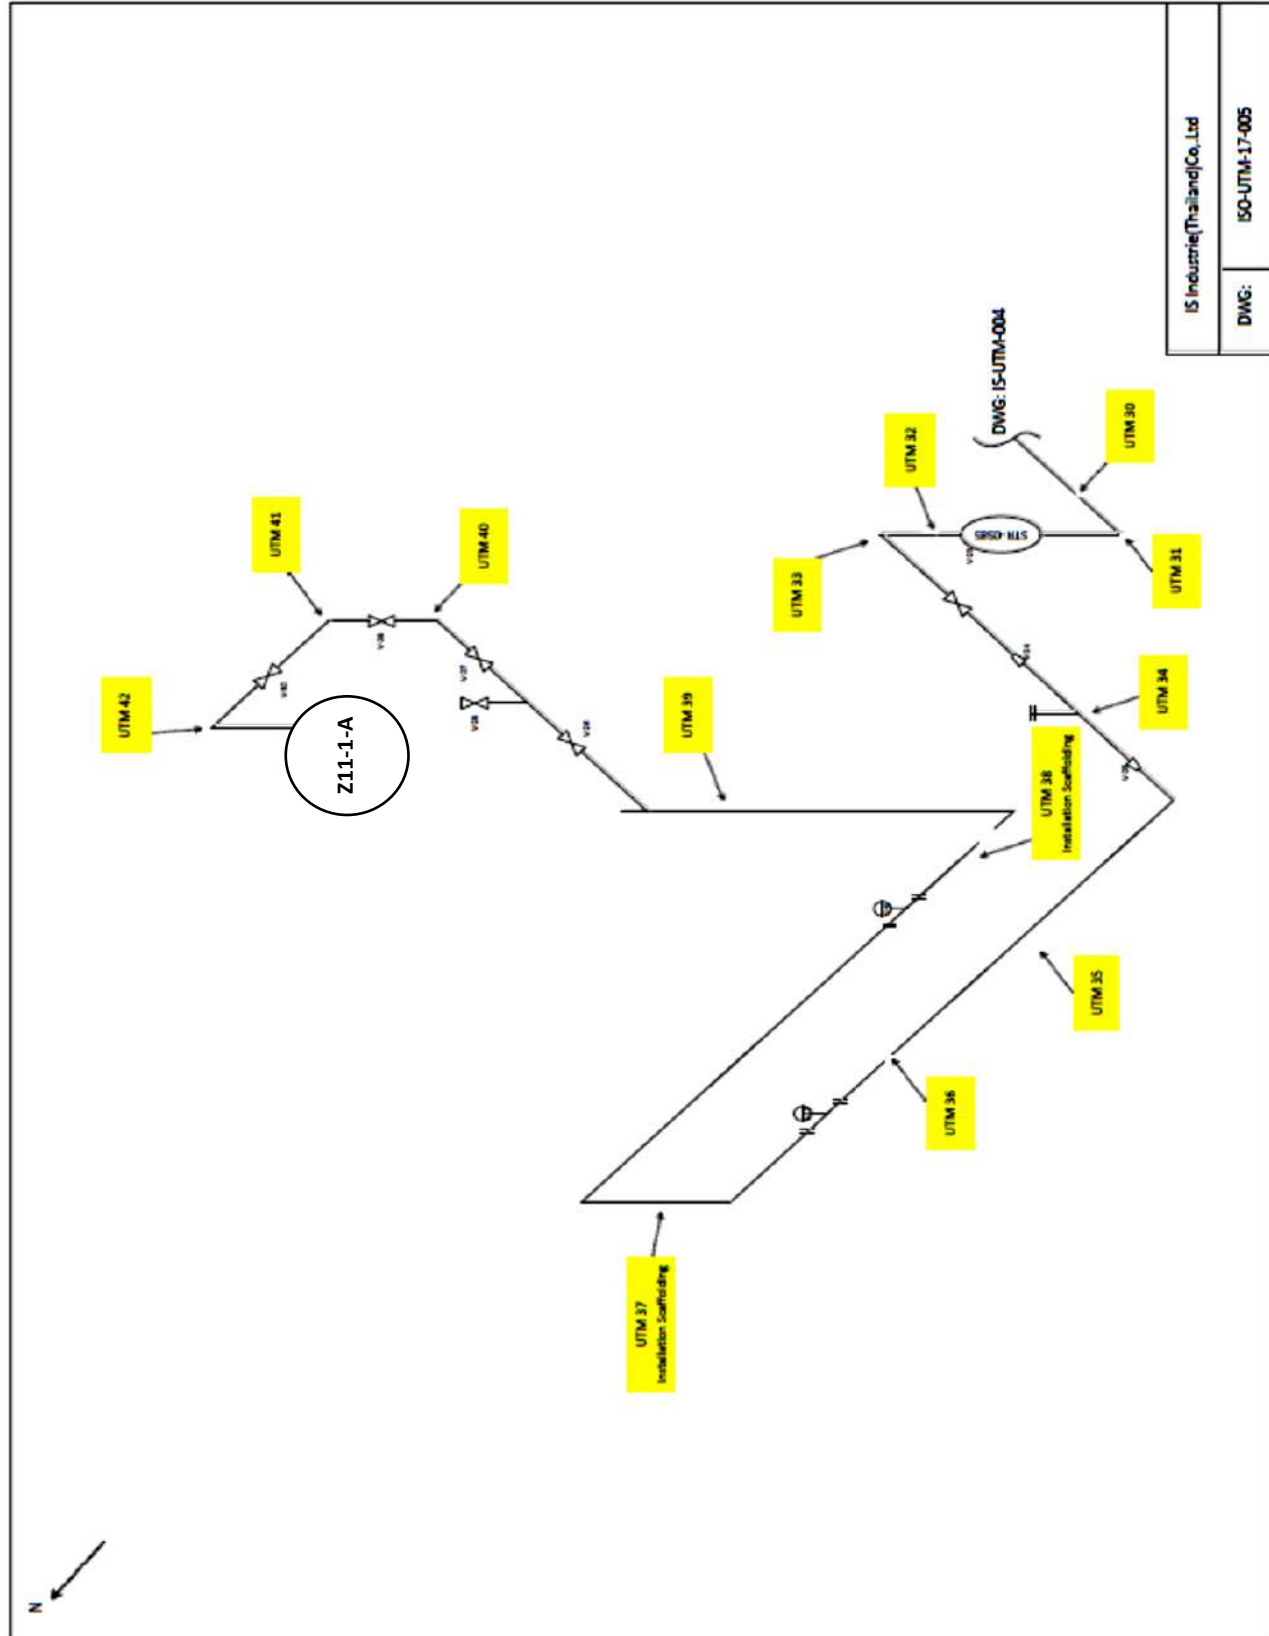 N
UTM 42
UTM 41
UTM 40
Z11-1-A
UTM 39
UTM 37
Installation Scaffolding
UTM 38
Installation Scaffolding
UTM 36
UTM 35
UTM 34
UTM 33
UTM 32
UTM 31
UTM 30
STR-0585
DWG: IS-UTM-004
IS Industrie(Thailand)Co,.Ltd
DWG:
ISO-UTM-17-005